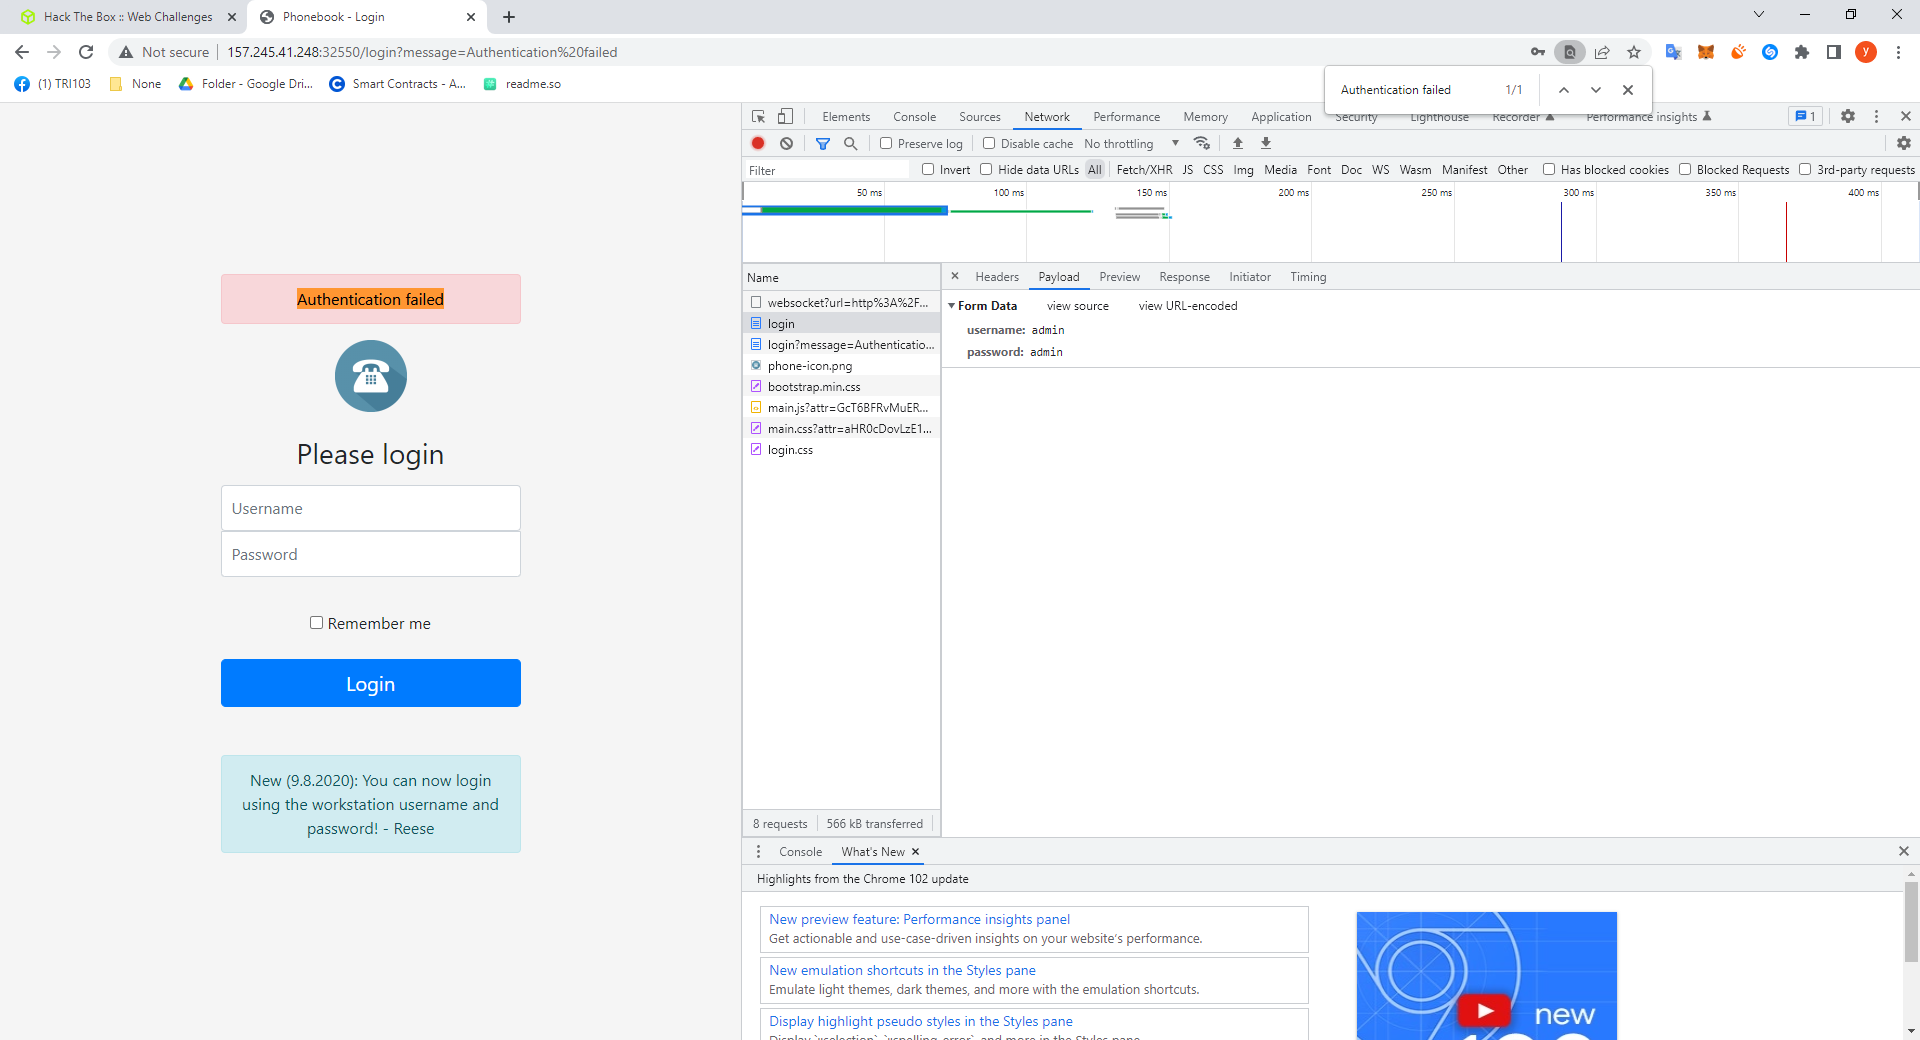 Hack The Box :: Web Challenges
Phonebook - Login
Not secure
157.245.41.248:32550/login?message=Authentication%20failed
y
(1) TRI103
None
Folder - Google Dri...
Smart Contracts - A...
readme.so
Authentication failed
1/1
Elements
Console
Sources
Network
Performance
Memory
Application
Security
Lighthouse
Recorder
Performance insights
1
Preserve log
Disable cache
No throttling
Filter
Invert
Hide data URLs
All
Fetch/XHR
JS
CSS
Img
Media
Font
Doc
WS
Wasm
Manifest
Other
Has blocked cookies
Blocked Requests
3rd-party requests
50 ms
100 ms
150 ms
200 ms
250 ms
300 ms
350 ms
400 ms
Name
websocket?url=http%3A%2F...
login
login?message=Authenticatio...
phone-icon.png
bootstrap.min.css
main.js?attr=GcT6BFRvMuER...
main.css?attr=aHR0cDovLzE1...
login.css
8 requests
566 kB transferred
Headers
Payload
Preview
Response
Initiator
Timing
Form Data
view source
view URL-encoded
username: admin
password: admin
Authentication failed
Please login
Username
Password
Remember me
Login
New (9.8.2020): You can now login
using the workstation username and
password! - Reese
Console
What's New
Highlights from the Chrome 102 update
New preview feature: Performance insights panel
Get actionable and use-case-driven insights on your website's performance.
New emulation shortcuts in the Styles pane
Emulate light themes, dark themes, and more with the emulation shortcuts.
Display highlight pseudo styles in the Styles pane
new